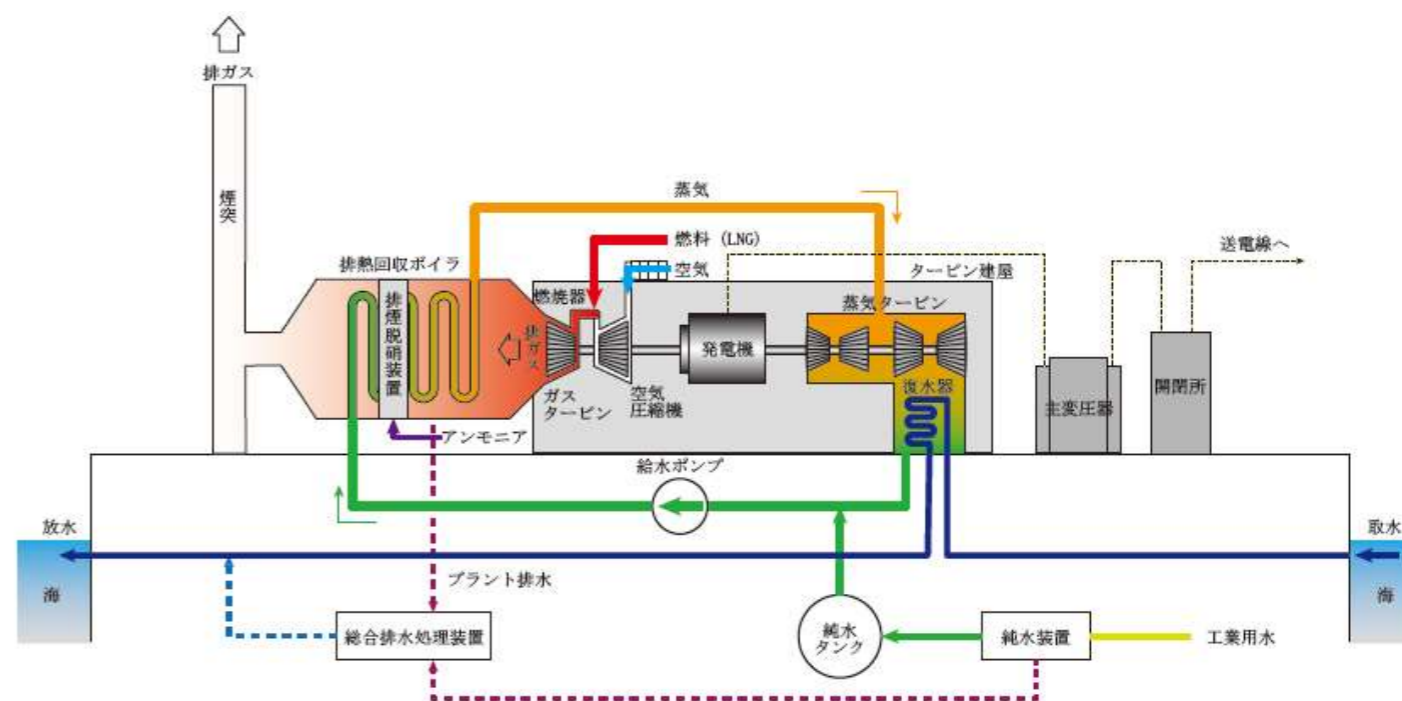 排ガス
煙突
蒸気
燃料 (LNG)
空気
送電線へ
排熱回収ボイラ
タービン建屋
燃焼器
蒸気タービン
排煙脱硝装置
排ガス
発電機
復水器
ガス
タービン
空気
圧縮機
主変圧器
開閉所
アンモニア
給水ポンプ
放水
取水
海
海
プラント排水
総合排水処理装置
純水
タンク
純水装置
工業用水